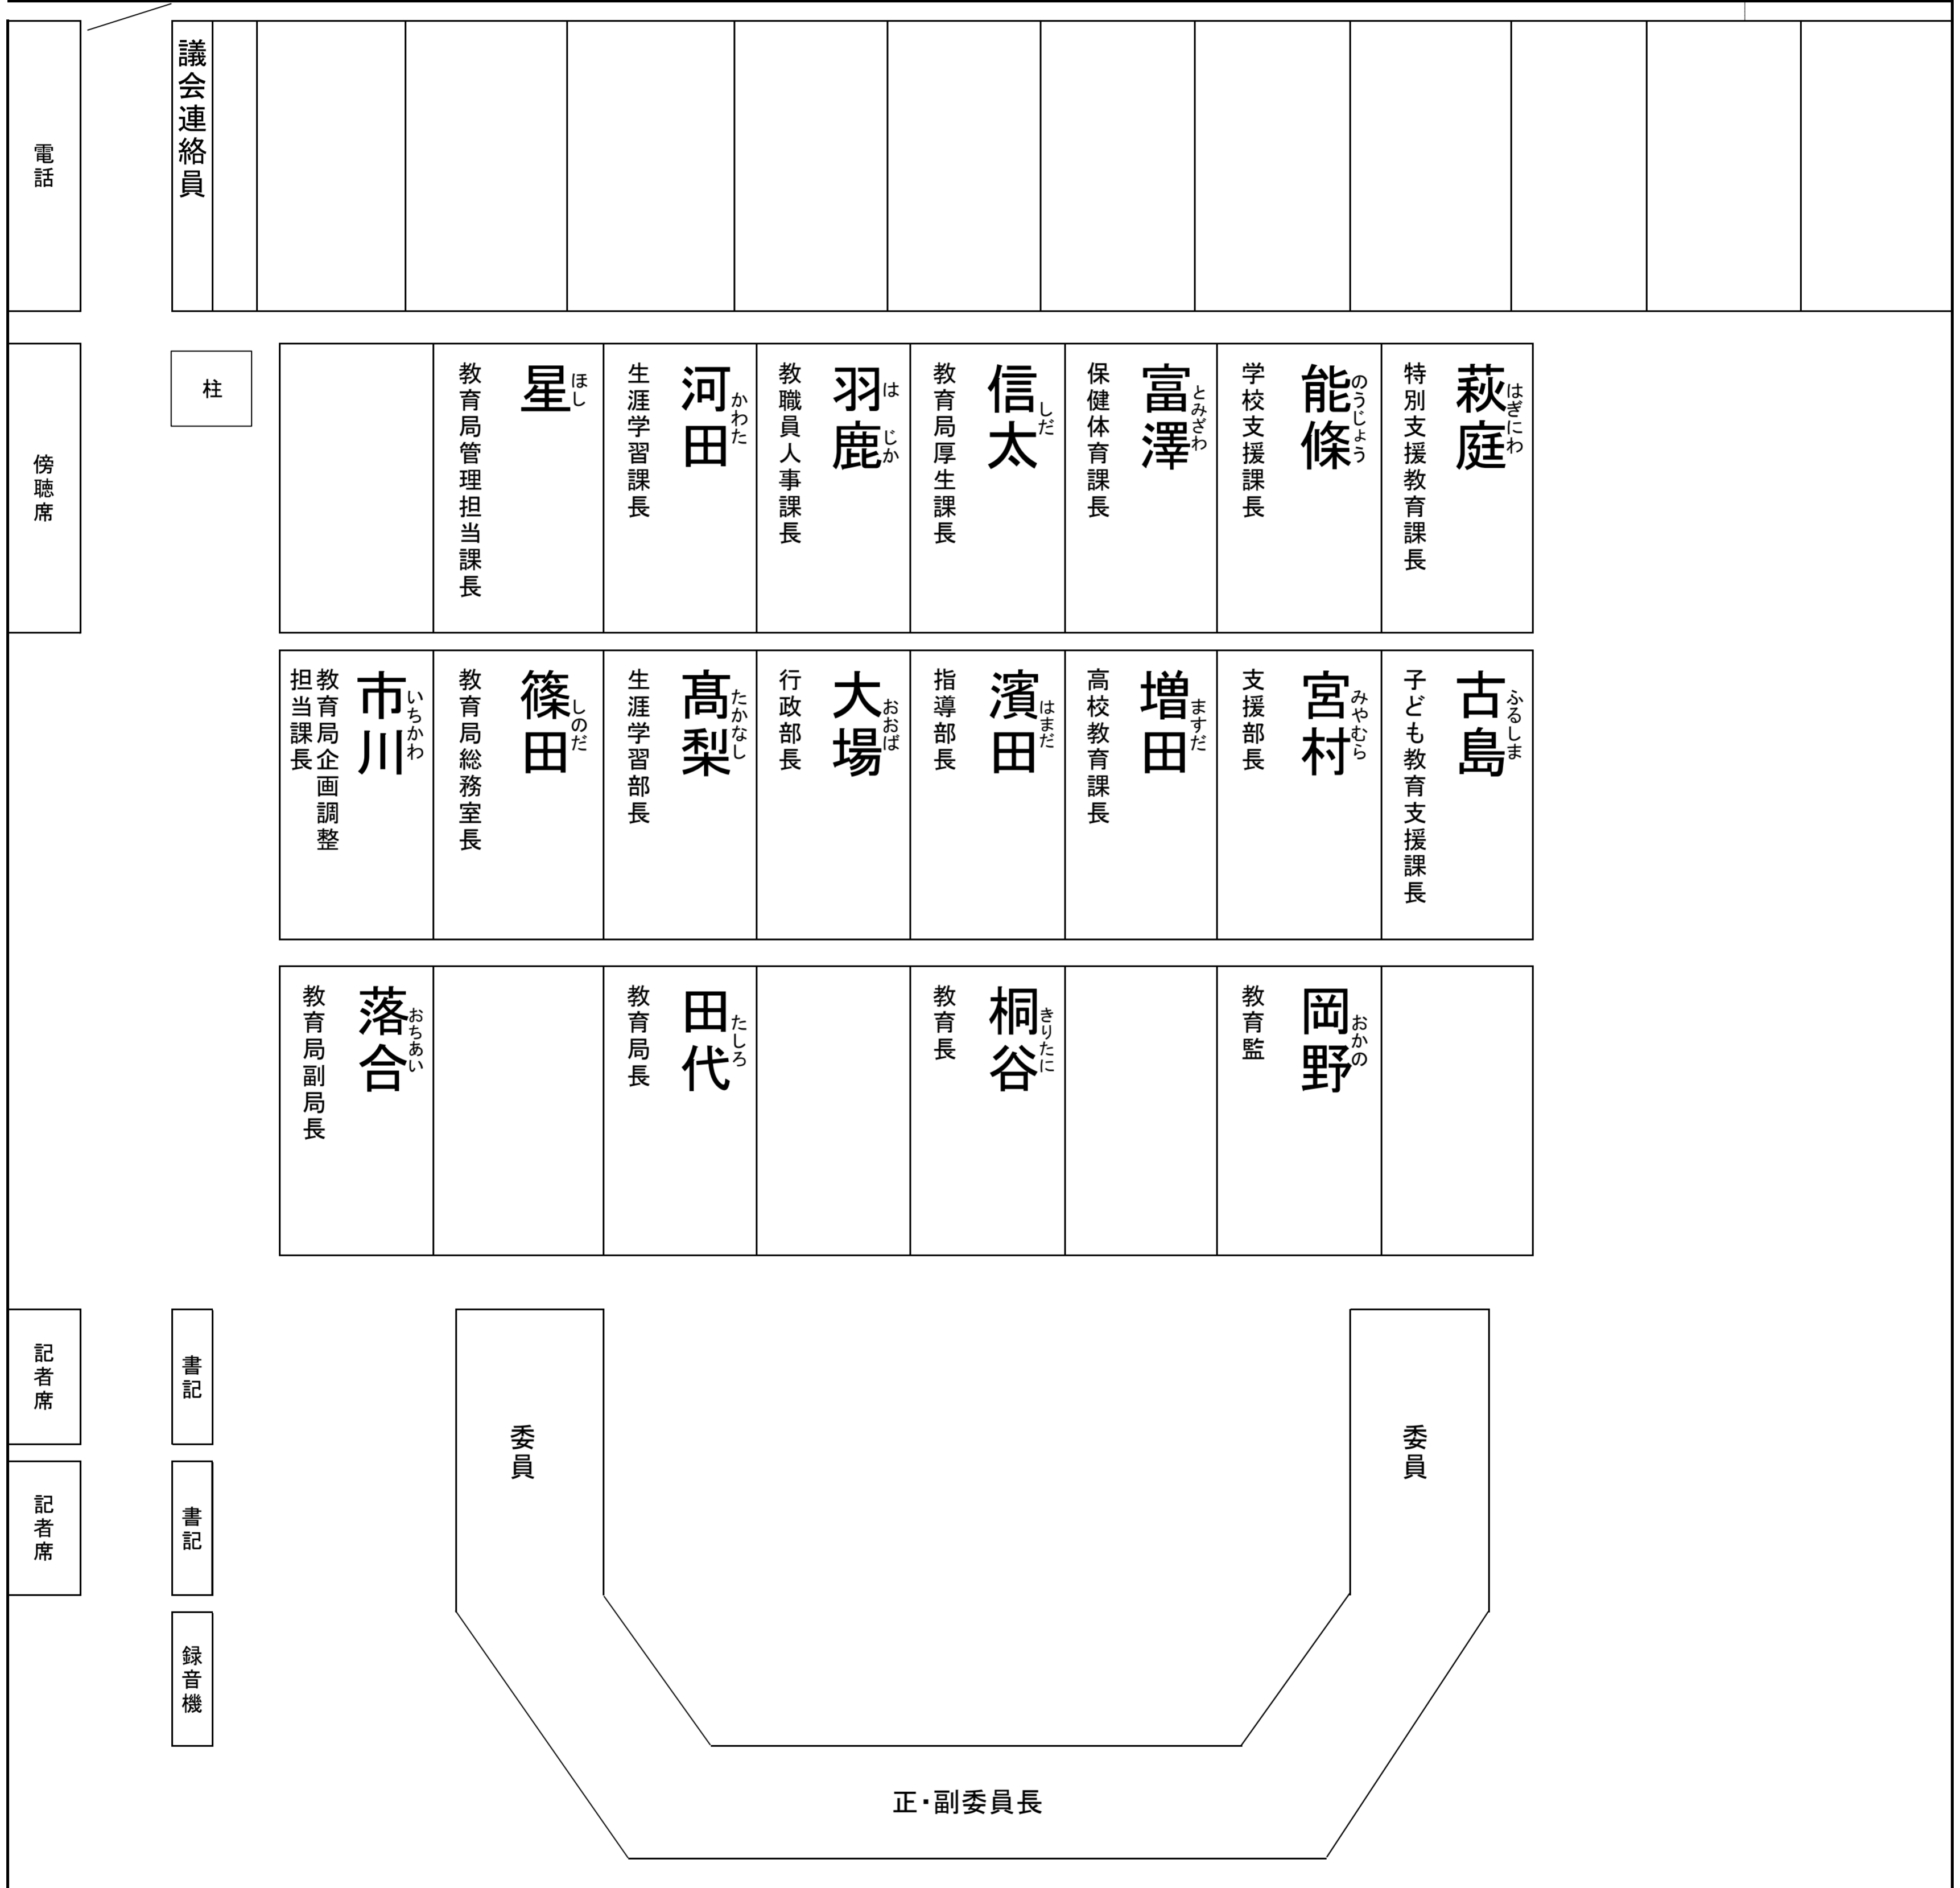 電話
議会連絡員
傍聴席
柱
特別支援教育課長
萩庭
はぎにわ
学校支援課長
能條
のうじょう
保健体育課長
富澤
とみざわ
教育局厚生課長
信太
しだ
教職員人事課長
羽鹿
は じか
生涯学習課長
河田
かわた
教育局管理担当課長
星
ほし
子ども教育支援課長
古島
ふるしま
支援部長
宮村
みやむら
高校教育課長
増田
ますだ
指導部長
濱田
はまだ
行政部長
大場
おおば
生涯学習部長
髙梨
たかなし
教育局総務室長
篠田
しのだ
教育局企画調整
担当課長
市川
いちかわ
教育監
岡野
おかの
教育長
桐谷
きりたに
教育局長
田代
たしろ
教育局副局長
落合
おちあい
記者席
書記
委員
委員
記者席
書記
録音機
正・副委員長